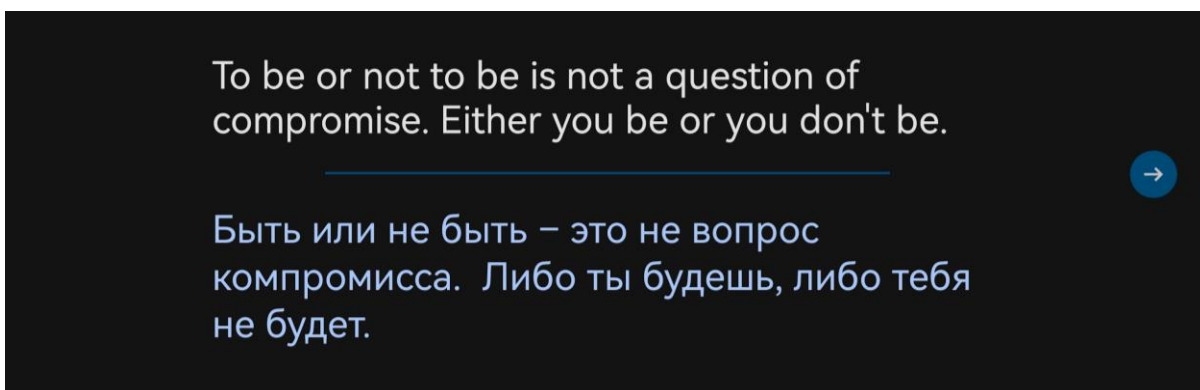 To be or not to be is not a question of
compromise. Either you be or you don't be.
Быть или не быть – это не вопрос
компромисса.  Либо ты будешь, либо тебя
не будет.